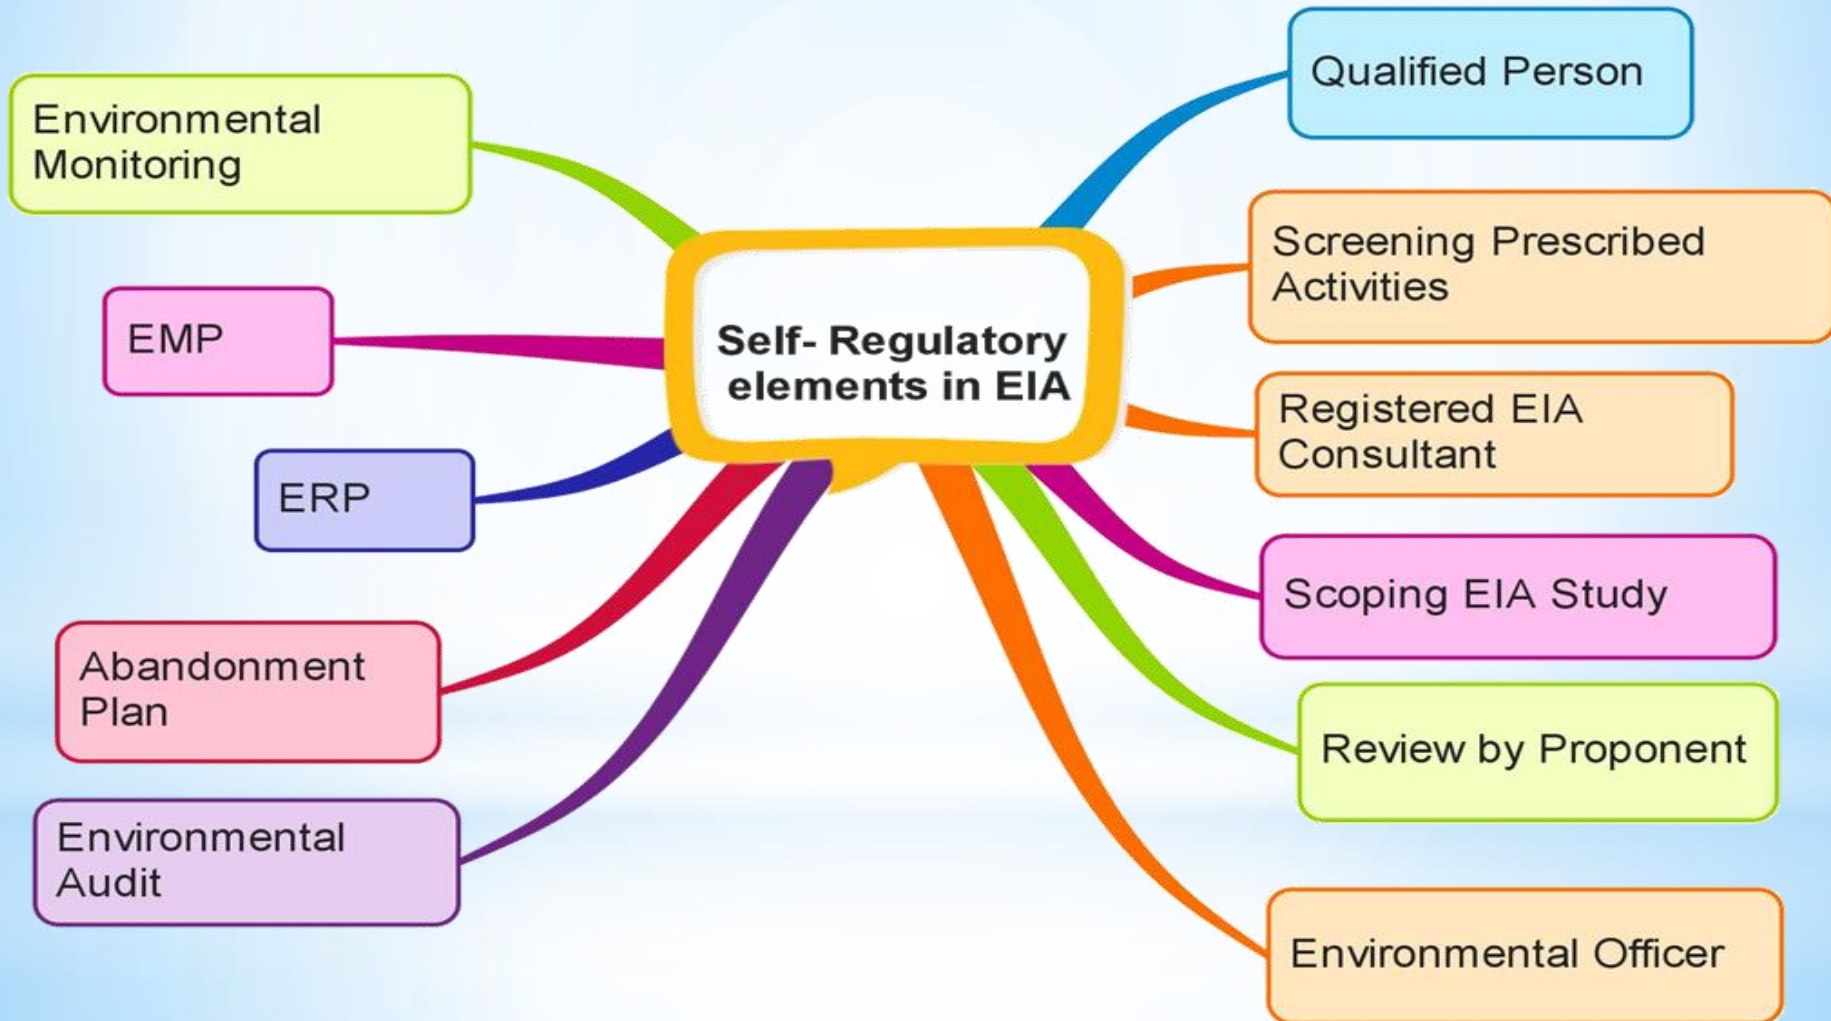 Self- Regulatory
elements in EIA
Qualified Person
Screening Prescribed
Activities
Registered EIA
Consultant
Scoping EIA Study
Review by Proponent
Environmental Officer
Environmental
Monitoring
EMP
ERP
Abandonment
Plan
Environmental
Audit